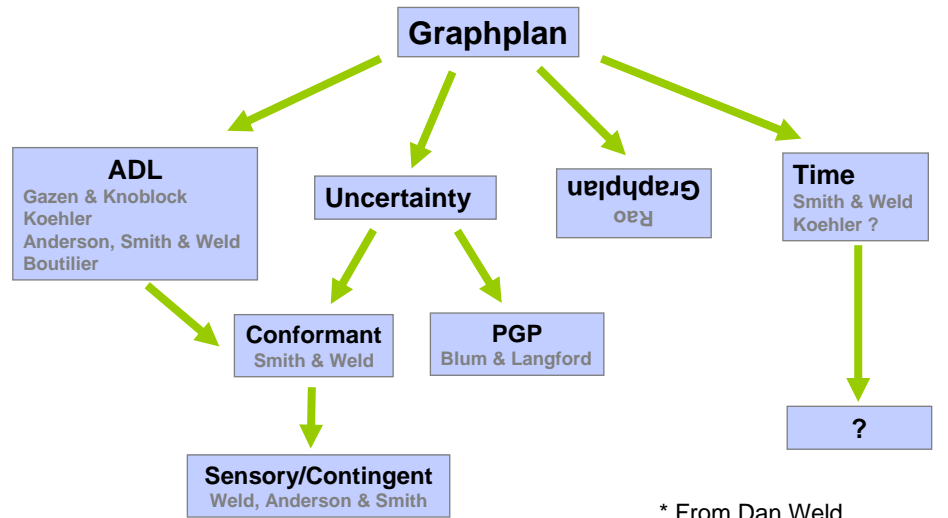 Graphplan
ADL
Gazen & Knoblock
Koehler
Anderson, Smith & Weld
Boutilier
Uncertainty
Rao
Graphplan
Time
Smith & Weld
Koehler ?
Conformant
Smith & Weld
PGP
Blum & Langford
?
Sensory/Contingent
Weld, Anderson & Smith
* From Dan Weld